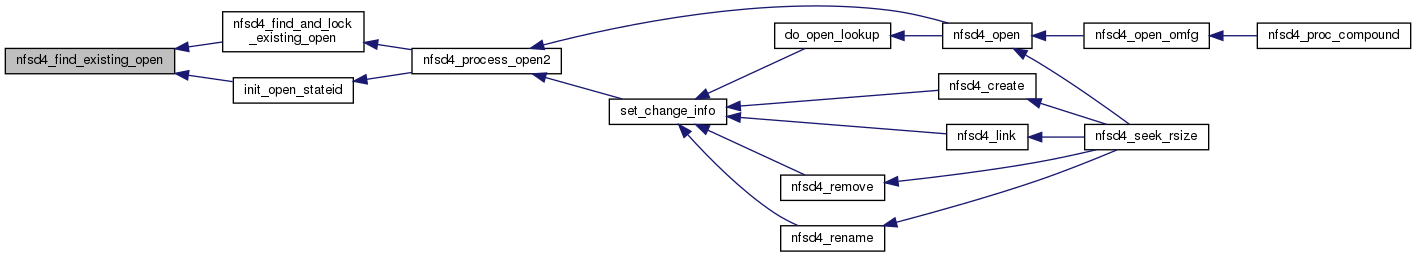 nfsd4_find_existing_open
nfsd4_find_and_lock
_existing_open
init_open_stateid
nfsd4_process_open2
set_change_info
do_open_lookup
nfsd4_open
nfsd4_open_omfg
nfsd4_proc_compound
nfsd4_create
nfsd4_link
nfsd4_seek_rsize
nfsd4_remove
nfsd4_rename